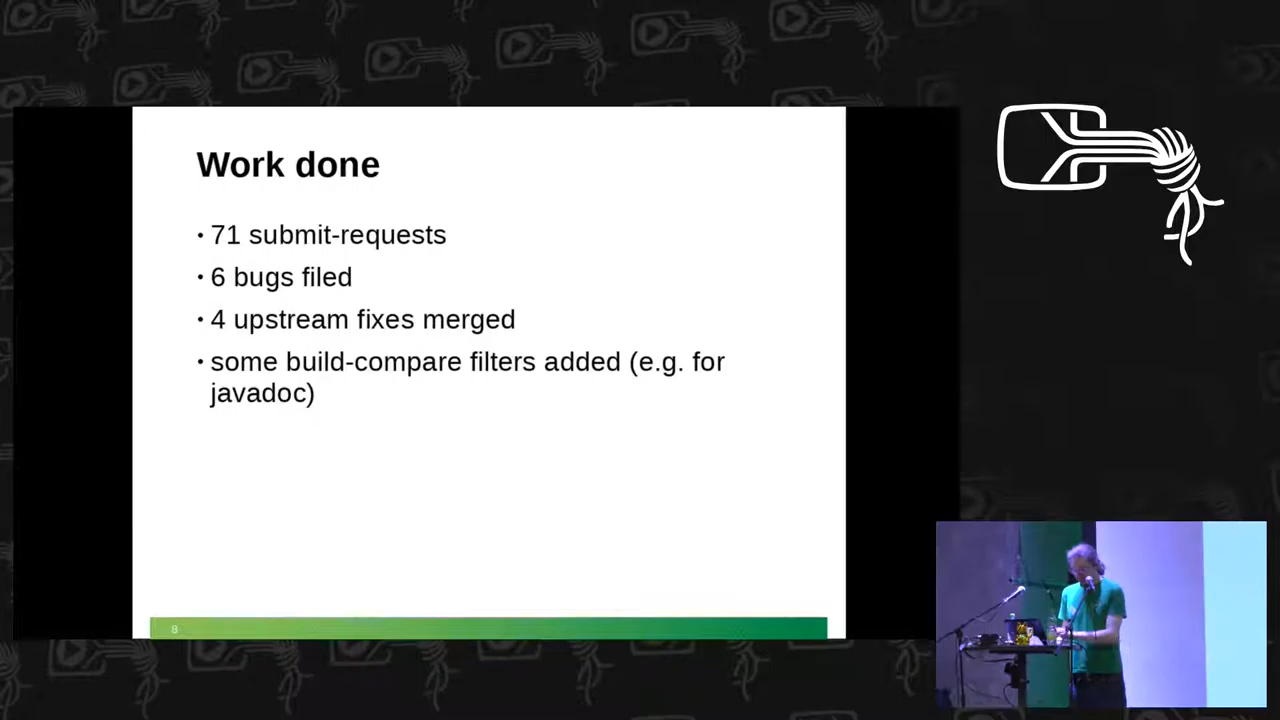 Work done
• 71 submit-requests
• 6 bugs filed
• 4 upstream fixes merged
• some build-compare filters added (e.g. for
javadoc)
8